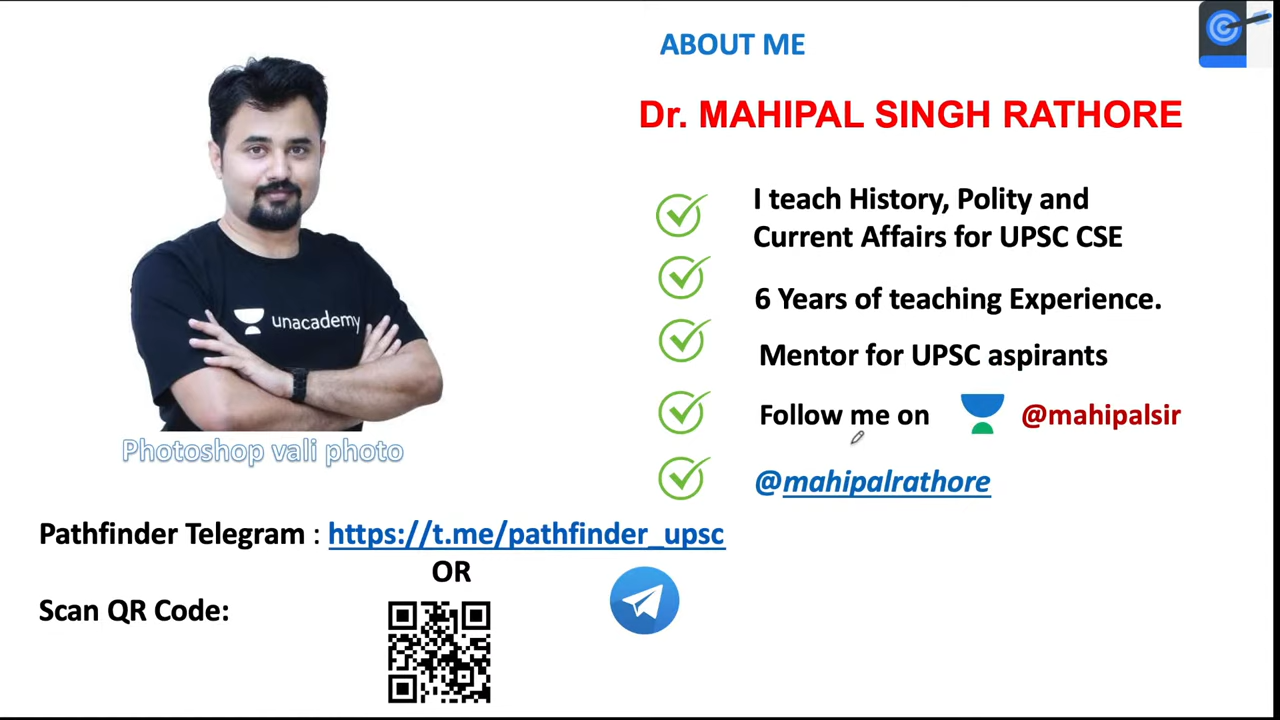 ABOUT ME
Dr. MAHIPAL SINGH RATHORE
I teach History, Polity and
Current Affairs for UPSC CSE
6 Years of teaching Experience.
Mentor for UPSC aspirants
Follow me on @mahipalsir
@mahipalrathore
unacademy
Photoshop vali photo
Pathfinder Telegram : https://t.me/pathfinder_upsc
OR
Scan QR Code: